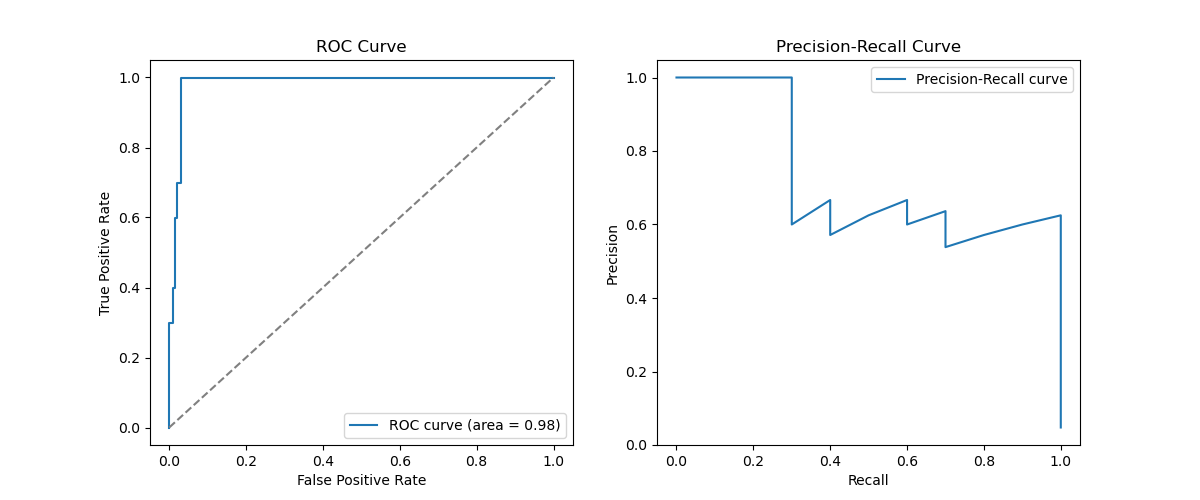 ROC Curve
True Positive Rate
1.0
0.8
0.6
0.4
0.2
0.0
ROC curve (area = 0.98)
0.0 0.2 0.4 0.6 0.8 1.0
False Positive Rate
Precision-Recall Curve
Precision
1.0
0.8
0.6
0.4
0.2
0.0
Precision-Recall curve
0.0 0.2 0.4 0.6 0.8 1.0
Recall